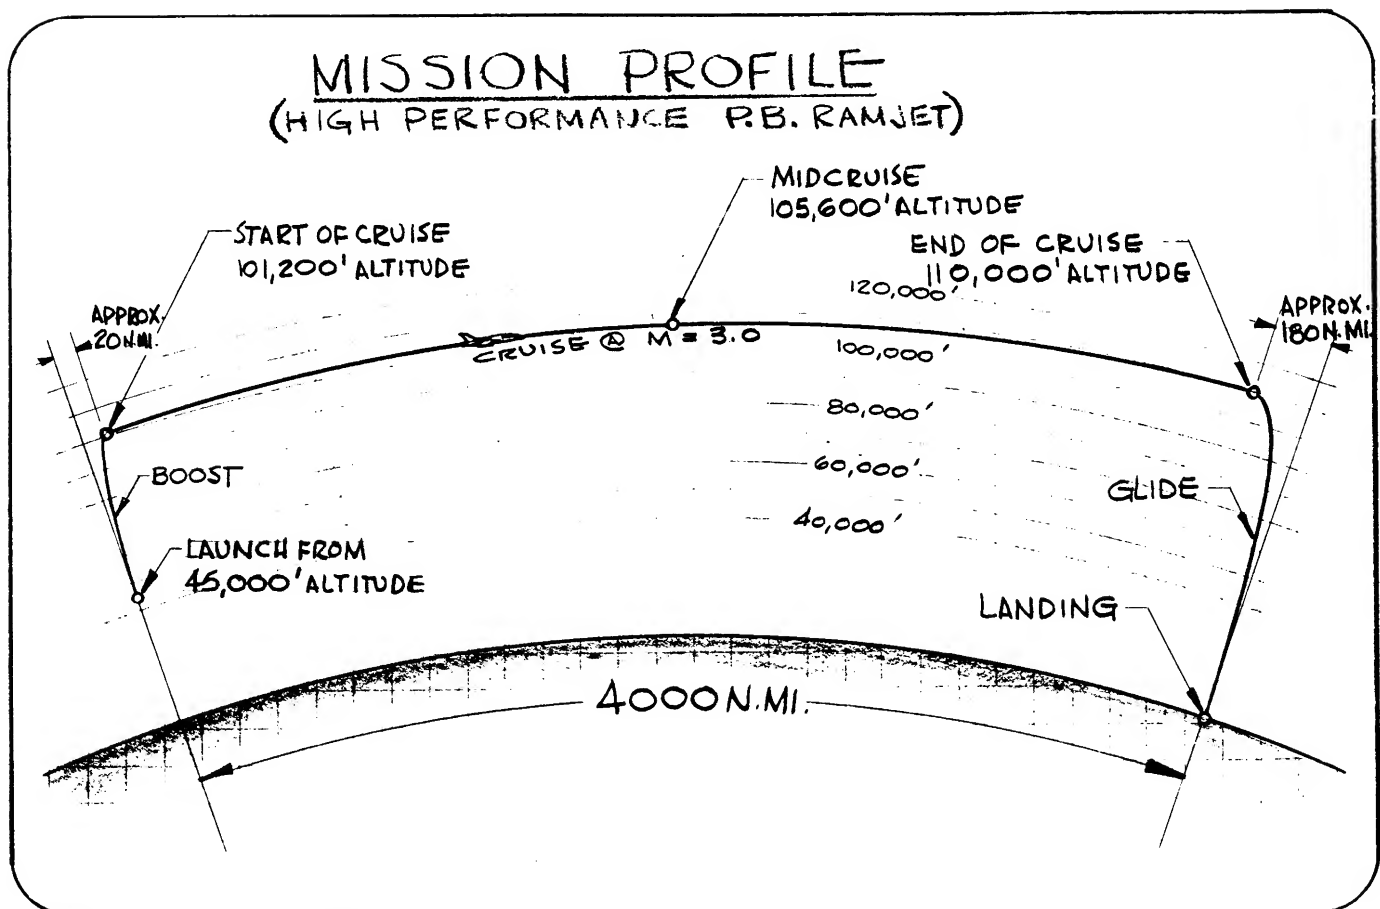 MISSION PROFILE
(HIGH PERFORMANCE P.B. RAMJET)
MIDCRUISE
105,600' ALTITUDE
START OF CRUISE
101,200' ALTITUDE
END OF CRUISE
110,000' ALTITUDE
120,000'
APPROX.
20 N.MI.
APPROX.
180 N.MI.
CRUISE @ M = 3.0
100,000'
80,000'
60,000'
40,000'
BOOST
GLIDE
LAUNCH FROM
45,000' ALTITUDE
LANDING
4000 N.MI.